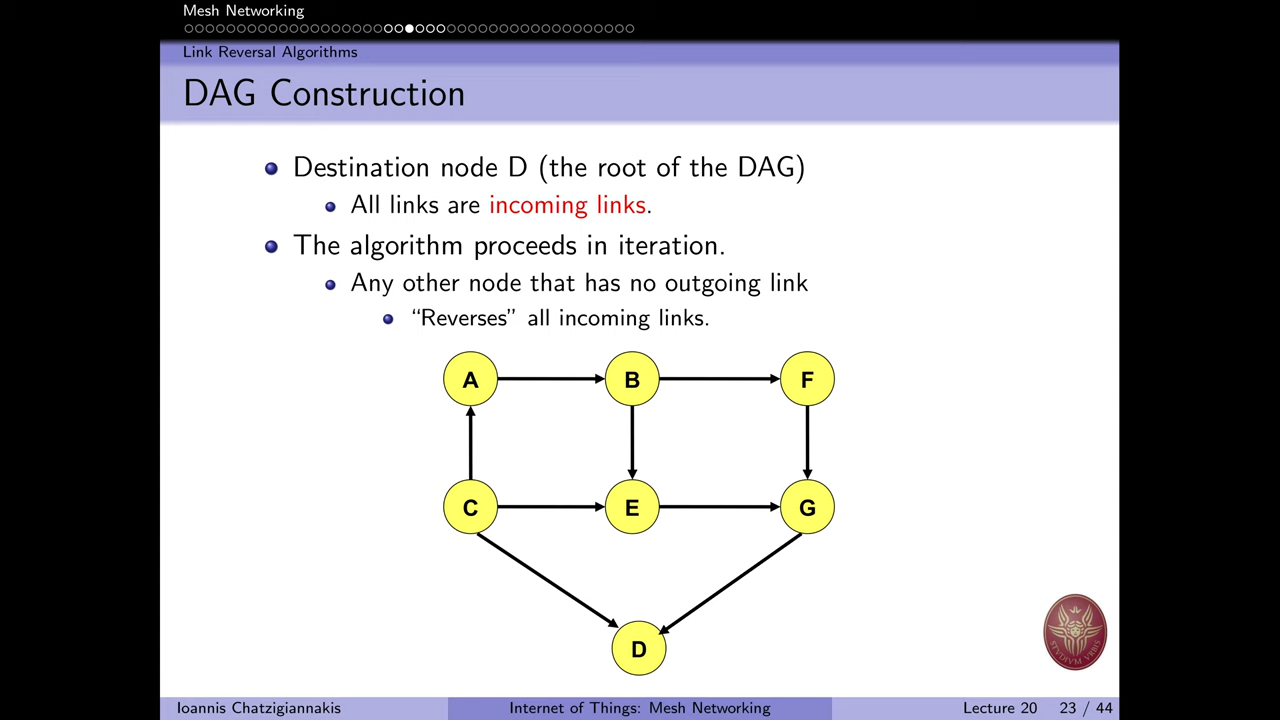 Mesh Networking
Link Reversal Algorithms
DAG Construction
Destination node D (the root of the DAG)
All links are incoming links.
The algorithm proceeds in iteration.
Any other node that has no outgoing link
“Reverses” all incoming links.
A B F
C E G
D
STVDIVM VRBIS
Ioannis Chatzigiannakis Internet of Things: Mesh Networking Lecture 20 23 / 44